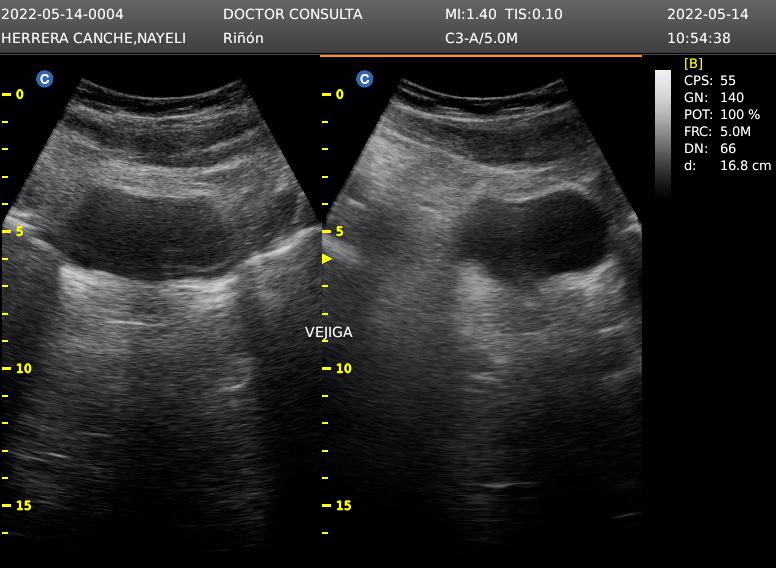 2022-05-14-0004 DOCTOR CONSULTA MI:1.40 TIS:0.10 2022-05-14
HERRERA CANCHE,NAYELI Riñón C3-A/5.0M 10:54:38
C C
[B]
CPS: 55
GN: 140
POT: 100 %
FRC: 5.0M
DN: 66
d: 16.8 cm
0 0
5 5
VEJIGA
10 10
15 15